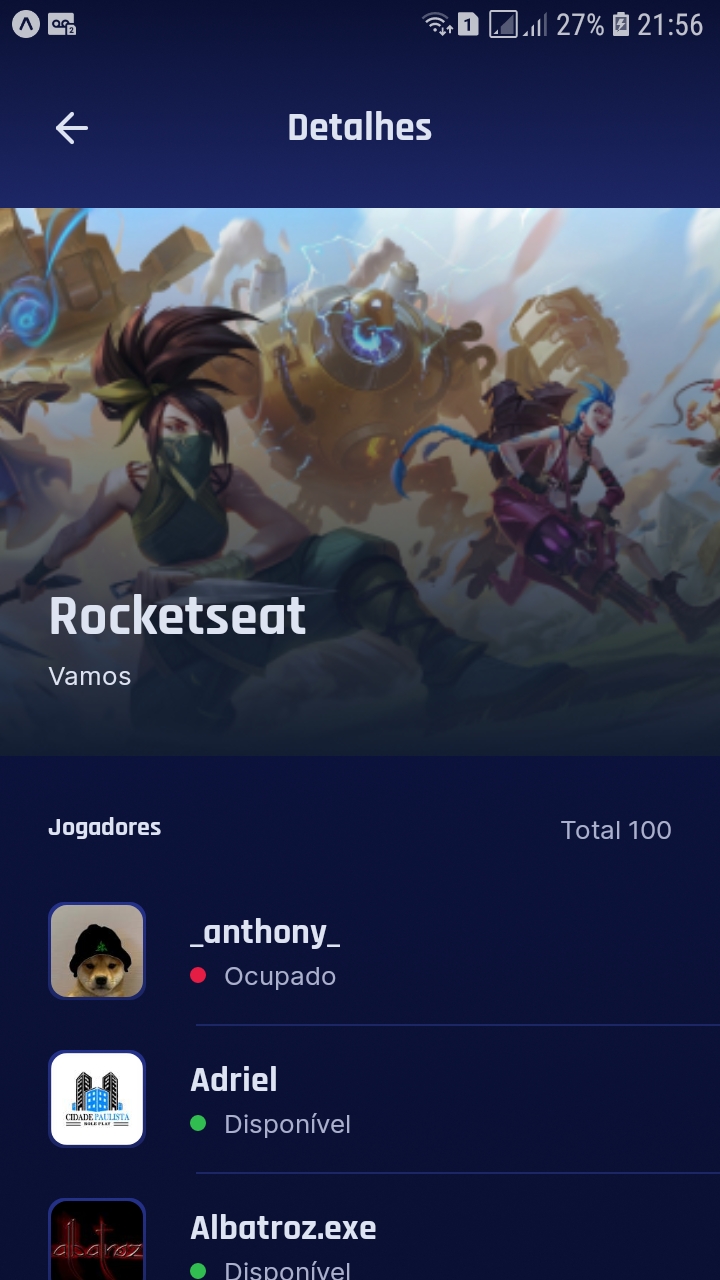 1 27% 21:56
Detalhes
Rocketseat
Vamos
Jogadores
Total 100
_anthony_
Ocupado
CIDADE PAULISTA
ROLE PLAY
Adriel
Disponível
albatroz
Albatroz.exe
Disponível